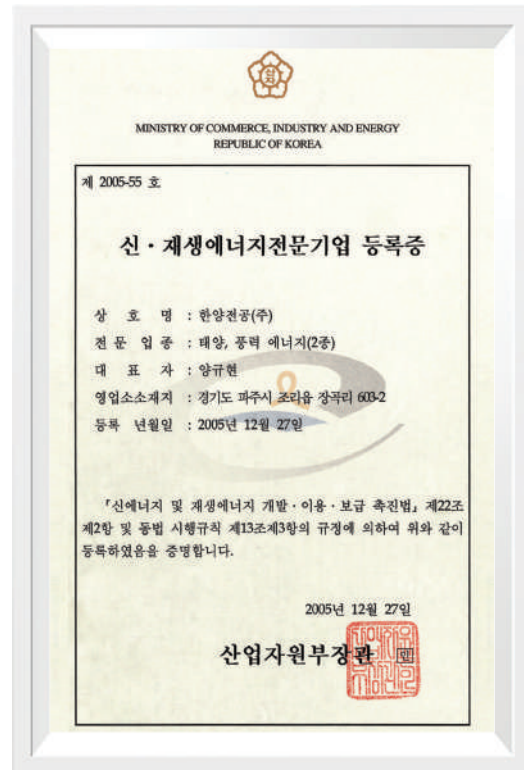 MINISTRY OF COMMERCE, INDUSTRY AND ENERGY
REPUBLIC OF KOREA
제 2005-55 호
신·재생에너지전문기업 등록증
상 호 명 : 한양전공(주)
전문 업종 : 태양, 풍력 에너지(2종)
대 표 자 : 양규현
영업소소재지 : 경기도 파주시 조리읍 장곡리 603-2
등록 년월일 : 2005년 12월 27일
「신에너지 및 재생에너지 개발·이용·보급 촉진법」 제22조
제2항 및 동법 시행규칙 제13조제3항의 규정에 의하여 위와 같이
등록하였음을 증명합니다.
2005년 12월 27일
산업자원부장관 인